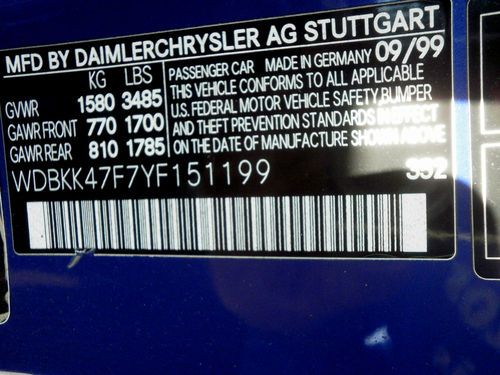 MFD BY DAIMLERCHRYSLER AG STUTTGART
KG LBS
GVWR 1580 3485
GAWR FRONT 770 1700
GAWR REAR 810 1785
PASSENGER CAR MADE IN GERMANY 09/99
THIS VEHICLE CONFORMS TO ALL APPLICABLE
U.S. FEDERAL MOTOR VEHICLE SAFETY, BUMPER
AND THEFT PREVENTION STANDARDS IN EFFECT
ON THE DATE OF MANUFACTURE SHOWN ABOVE
WDBKK47F7YF151199 352